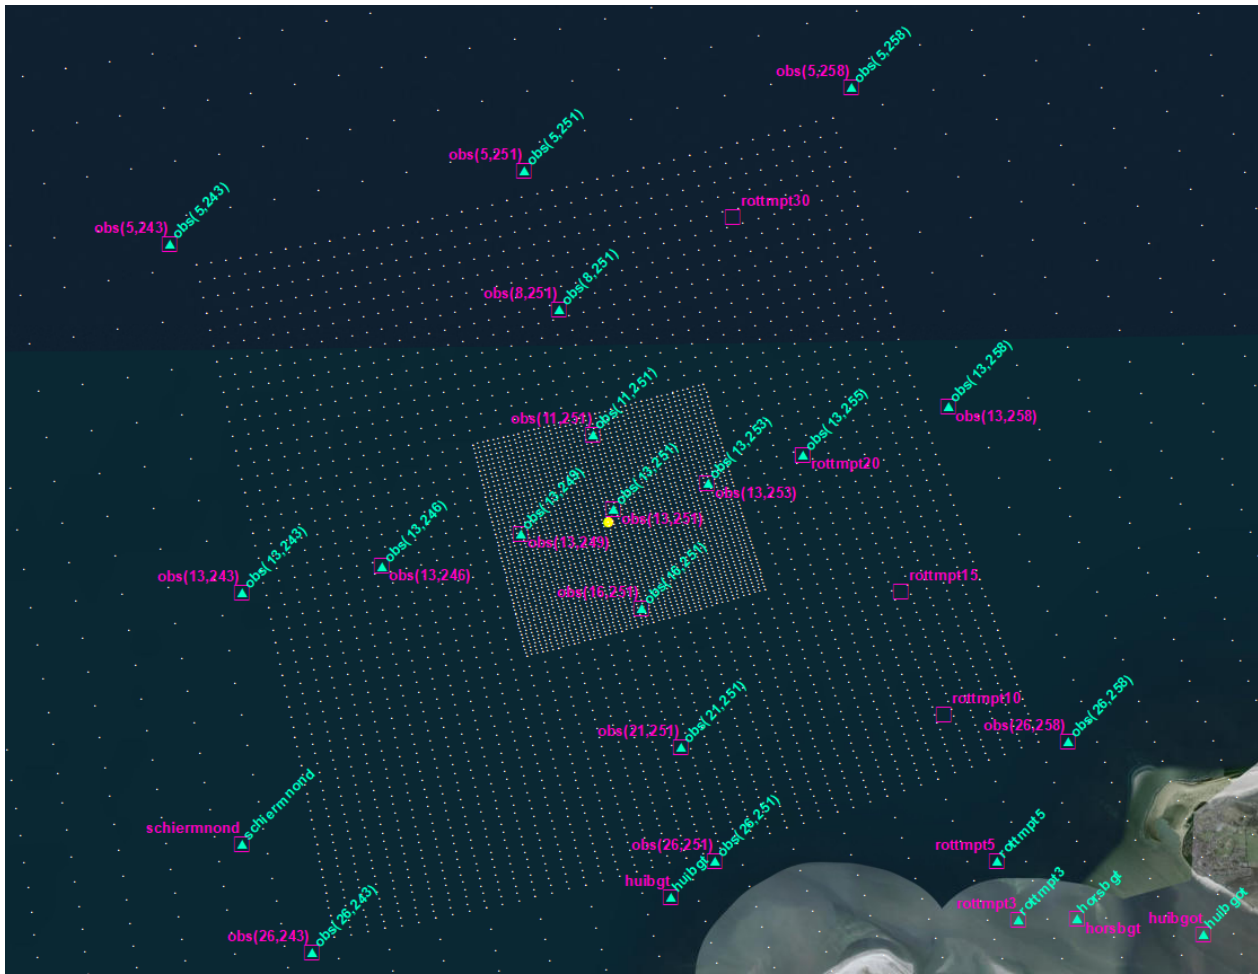 obs(5,258)
obs(5,258)
obs(5,251)
obs(5,251)
obs(5,243)
obs(5,243)
rottmpt30
obs(8,251)
obs(8,251)
obs(13,258)
obs(13,258)
obs(11,251)
obs(11,251)
obs(13,255)
rottmpt20
obs(13,253)
obs(13,253)
obs(13,251)
obs(13,251)
obs(13,249)
obs(13,249)
obs(13,246)
obs(13,246)
obs(13,243)
obs(13,243)
obs(16,251)
obs(16,251)
rottmpt15
rottmpt10
obs(21,251)
obs(21,251)
obs(26,258)
obs(26,258)
schiermnond
schiermnond
obs(26,251)
obs(26,251)
rottmpt5
rottmpt5
huibgt
huibgt
rottmpt3
rottmpt3
horsbgt
horsbgt
huibgot
huibgot
obs(26,243)
obs(26,243)